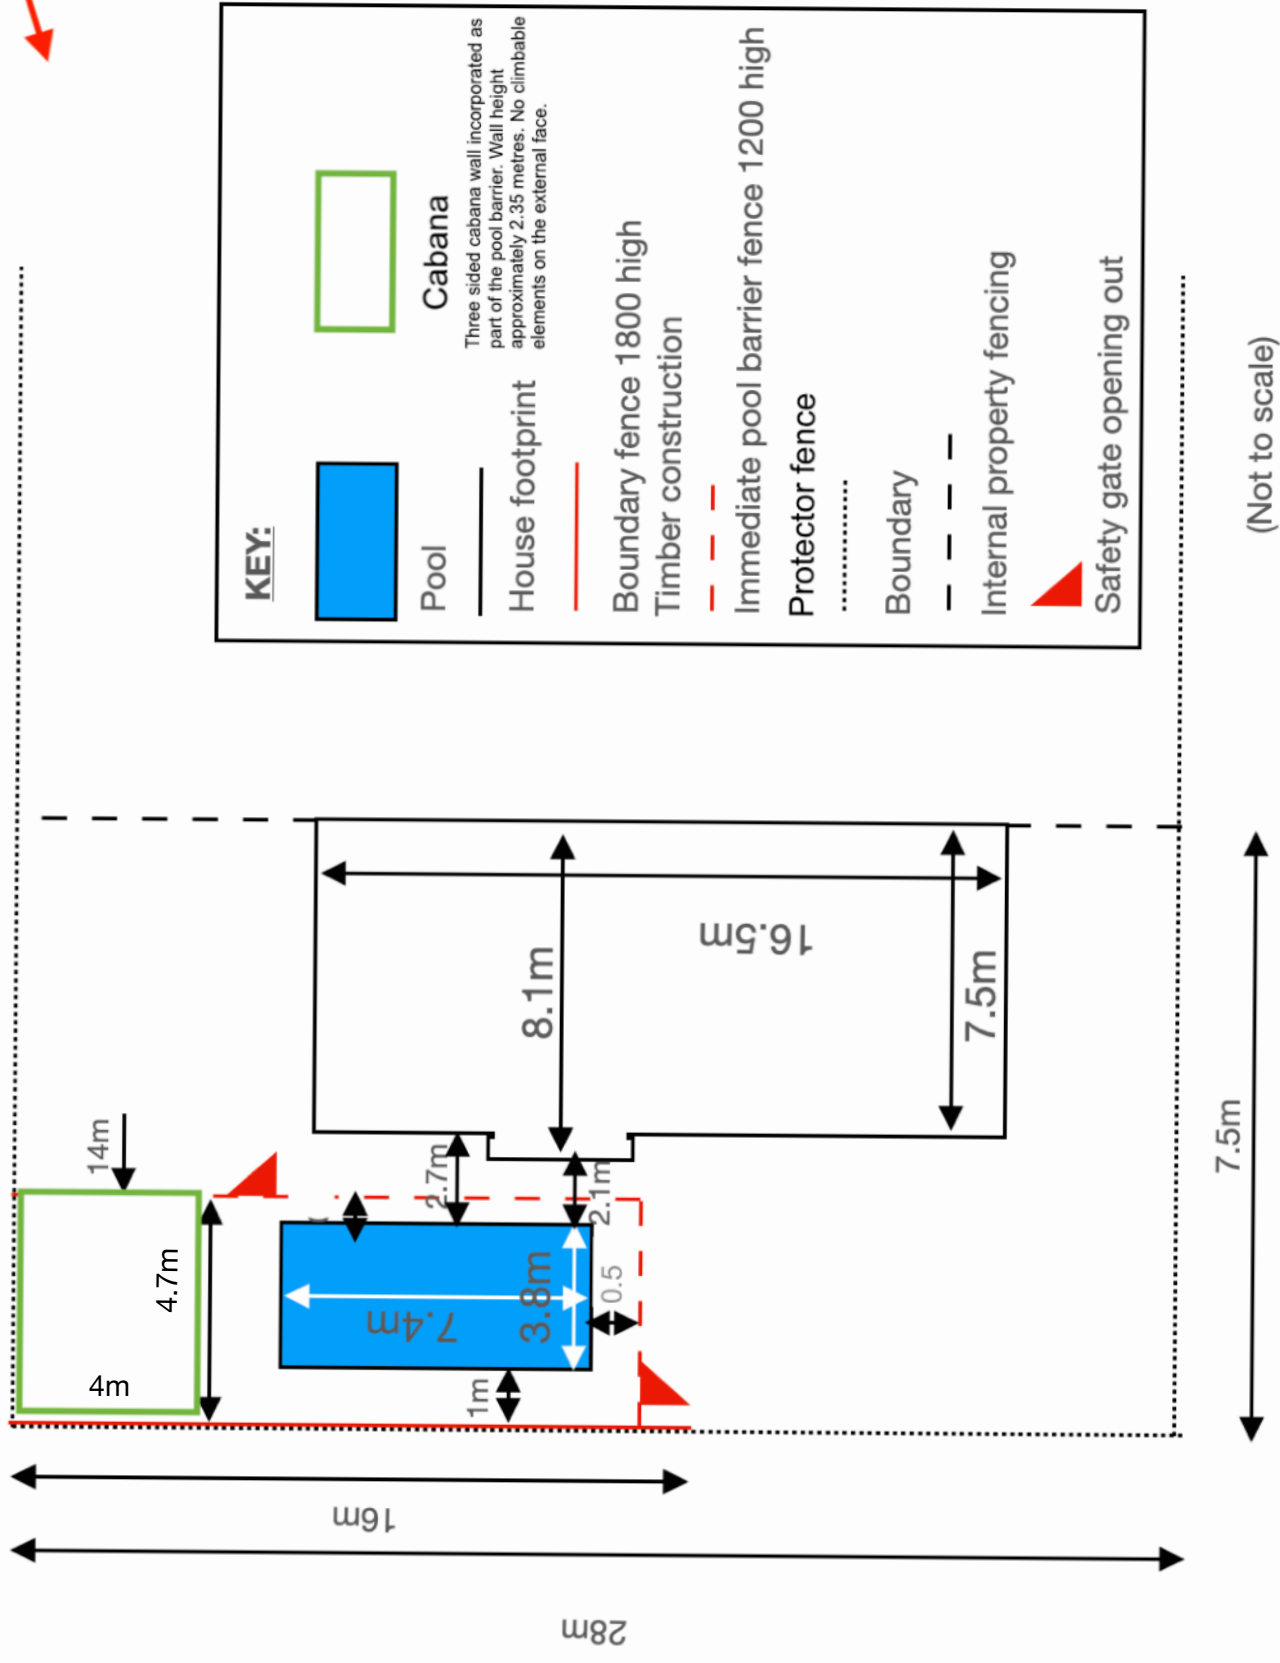 KEY:
Pool
House footprint
Boundary fence 1800 high
Timber construction
Immediate pool barrier fence 1200 high
Protector fence
Boundary
Internal property fencing
Safety gate opening out
Cabana
Three sided cabana wall incorporated as
part of the pool barrier. Wall height
approximately 2.35 metres. No climbable
elements on the external face.
(Not to scale)
14m
4.7m
4m
2.7m
2.1m
8.1m
16.5m
7.5m
7.4m
3.8m
0.5
1m
7.5m
16m
28m